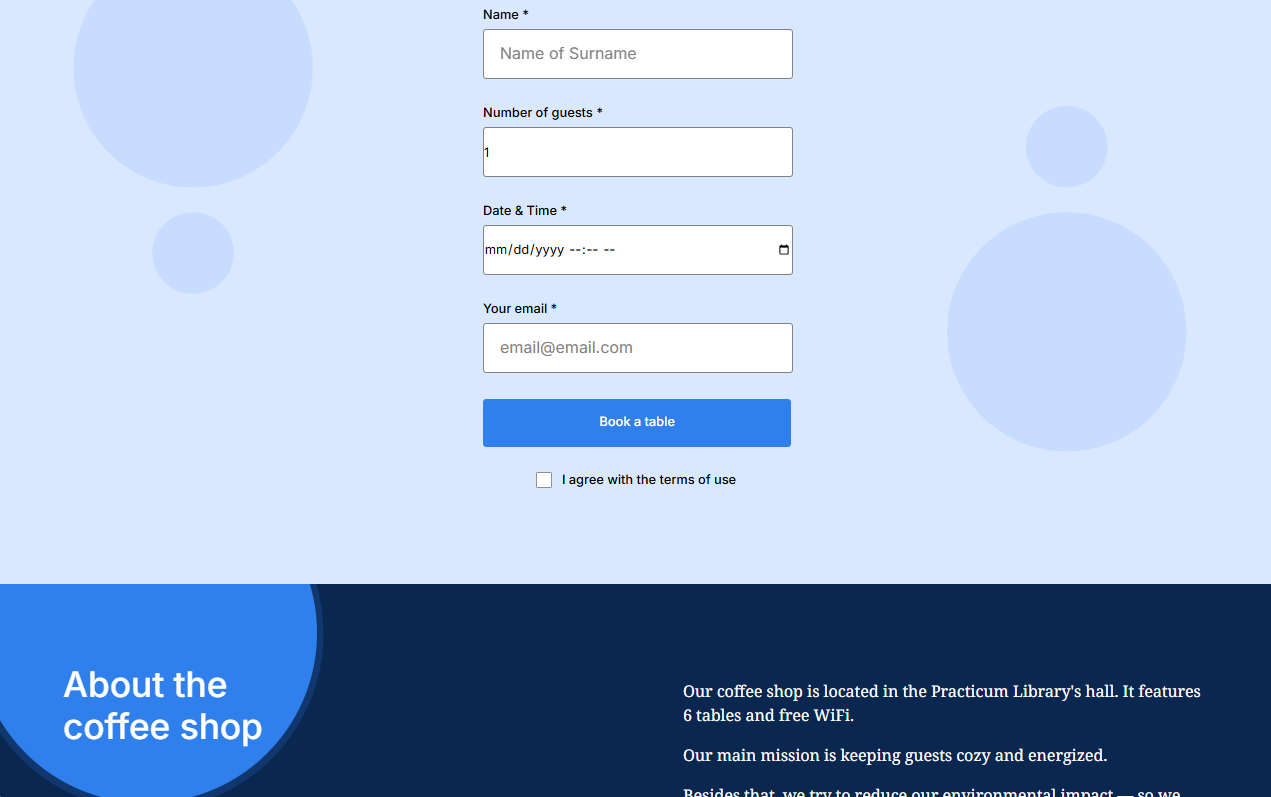 Name *
Name of Surname
Number of guests *
1
Date & Time *
mm/dd/yyyy --:-- --
Your email *
email@email.com
Book a table
I agree with the terms of use
About the
coffee shop
Our coffee shop is located in the Practicum Library's hall. It features
6 tables and free WiFi.
Our main mission is keeping guests cozy and energized.
Besides that, we try to reduce our environmental impact — so we